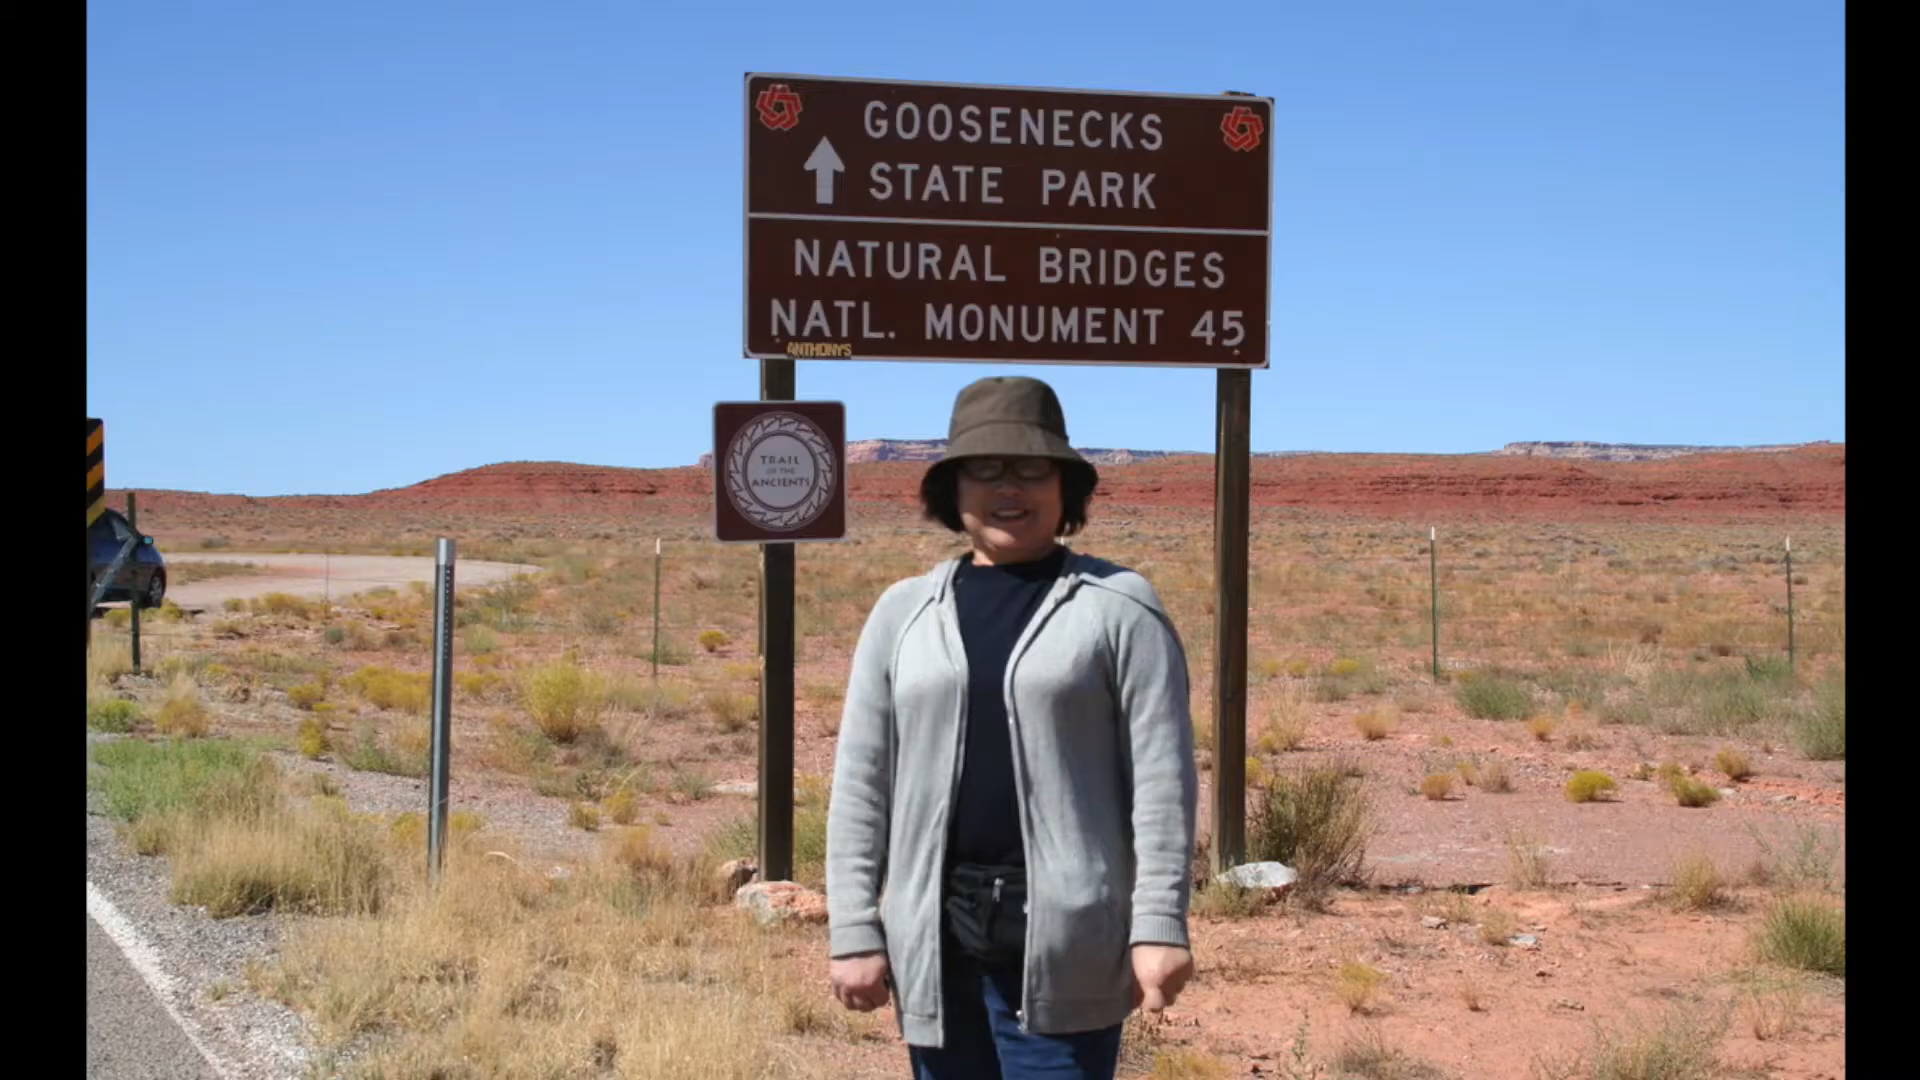 GOOSENECKS
STATE PARK
NATURAL BRIDGES
NATL. MONUMENT 45
ANTHONYS
TRAIL
OF THE
ANCIENTS